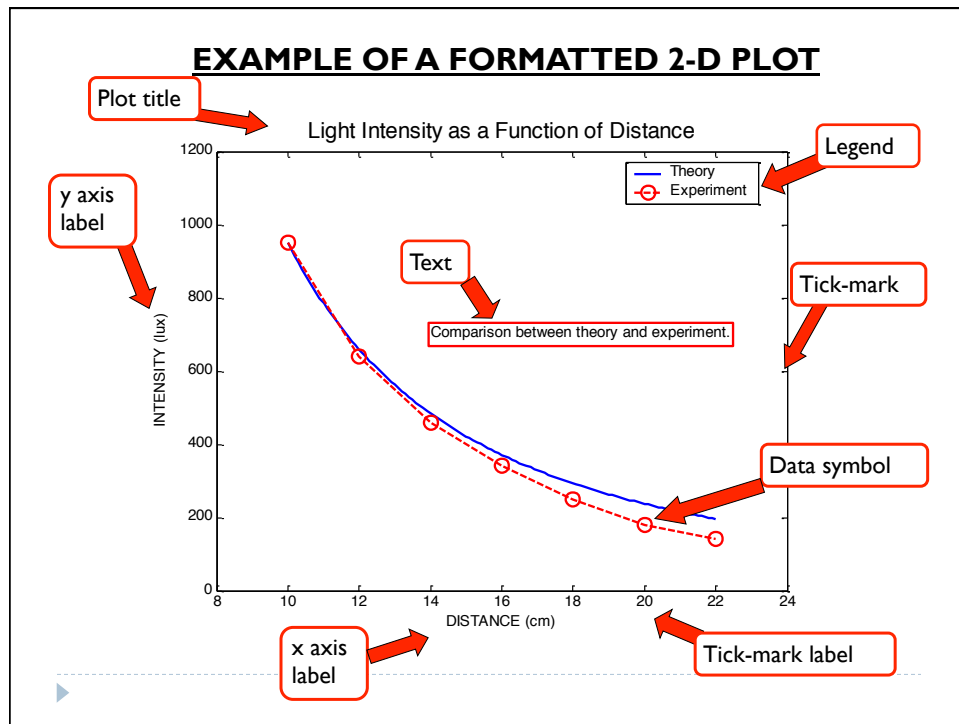 EXAMPLE OF A FORMATTED 2-D PLOT
Plot title
Light Intensity as a Function of Distance
Legend
Theory
Experiment
y axis
label
Text
Tick-mark
Comparison between theory and experiment.
INTENSITY (lux)
1200
1000
800
600
400
200
0
Data symbol
8 10 12 14 16 18 20 22 24
DISTANCE (cm)
x axis
label
Tick-mark label